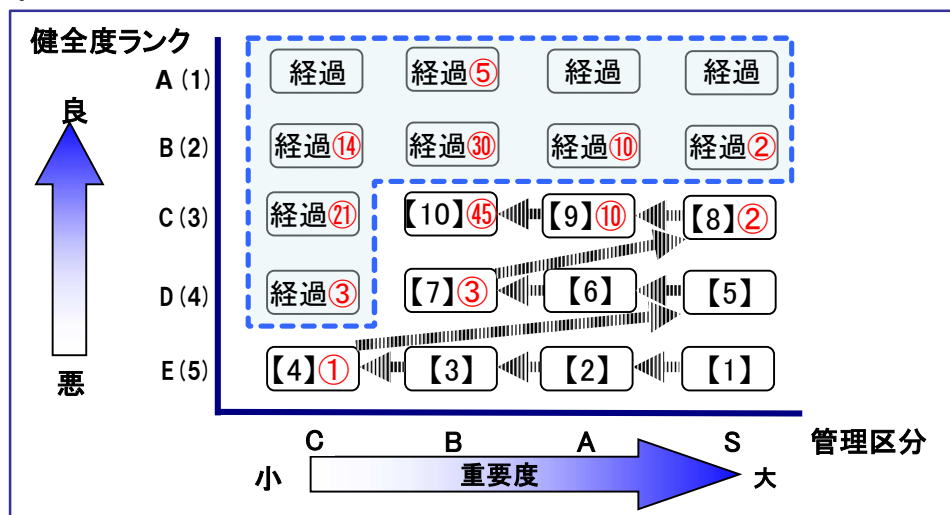 健全度ランク
A(1) 経過 経過⑤ 経過 経過
良
B(2) 経過⑭ 経過㉚ 経過⑩ 経過②
C(3) 経過㉑ 【10】㊺ 【9】⑩ 【8】②
D(4) 経過③ 【7】③ 【6】 【5】
E(5) 【4】① 【3】 【2】 【1】
悪
C B A S 管理区分
小 重要度 大